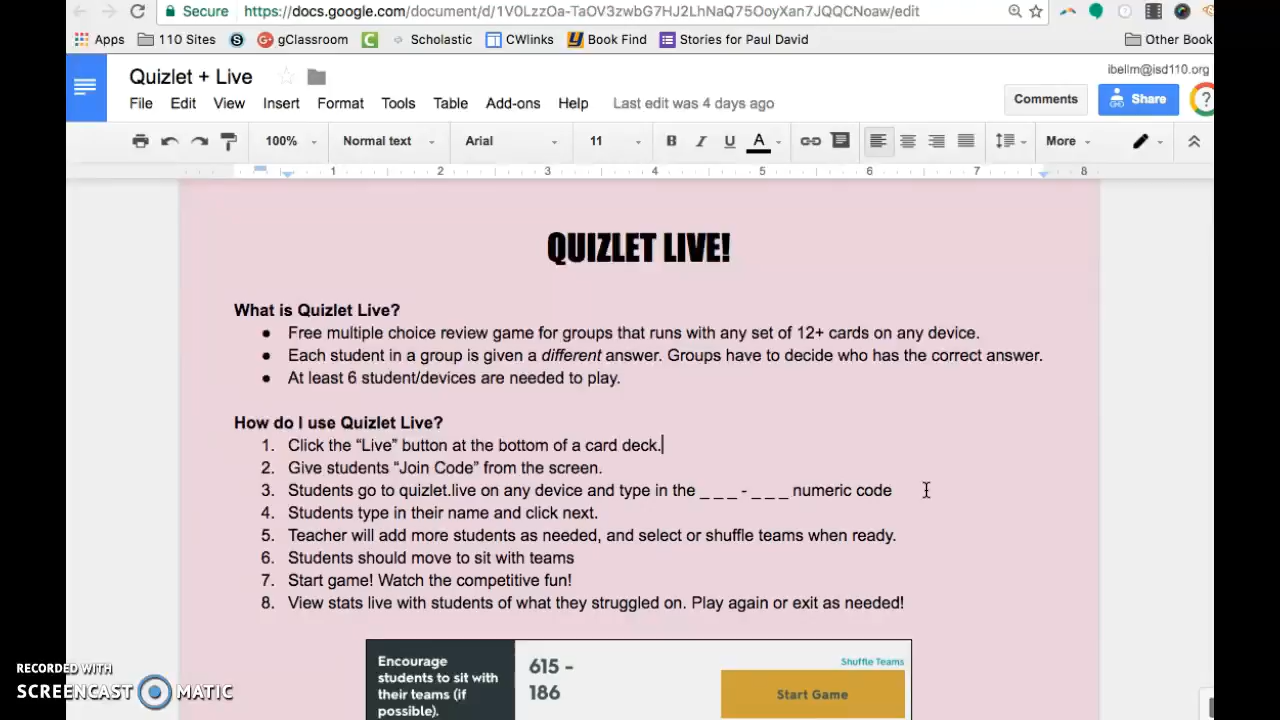 Secure https://docs.google.com/document/d/1V0LzzOa-TaOV3zwbG7HJ2LhNaQ75OoyXan7JQQCNoaw/edit
Apps 110 Sites gClassroom Scholastic CWlinks Book Find Stories for Paul David Other Book
Quizlet + Live
ibellm@isd110.org
File Edit View Insert Format Tools Table Add-ons Help Last edit was 4 days ago
Comments Share
100% Normal text Arial 11 B I U A More
1 2 3 4 5 6 7 8
QUIZLET LIVE!
What is Quizlet Live?
● Free multiple choice review game for groups that runs with any set of 12+ cards on any device.
● Each student in a group is given a different answer. Groups have to decide who has the correct answer.
● At least 6 student/devices are needed to play.
How do I use Quizlet Live?
1. Click the “Live” button at the bottom of a card deck.
2. Give students “Join Code” from the screen.
3. Students go to quizlet.live on any device and type in the _ _ _ - _ _ _ numeric code
4. Students type in their name and click next.
5. Teacher will add more students as needed, and select or shuffle teams when ready.
6. Students should move to sit with teams
7. Start game! Watch the competitive fun!
8. View stats live with students of what they struggled on. Play again or exit as needed!
Encourage
students to sit with
their teams (if
possible).
615 -
186
Shuffle Teams
Start Game
RECORDED WITH
SCREENCAST MATIC